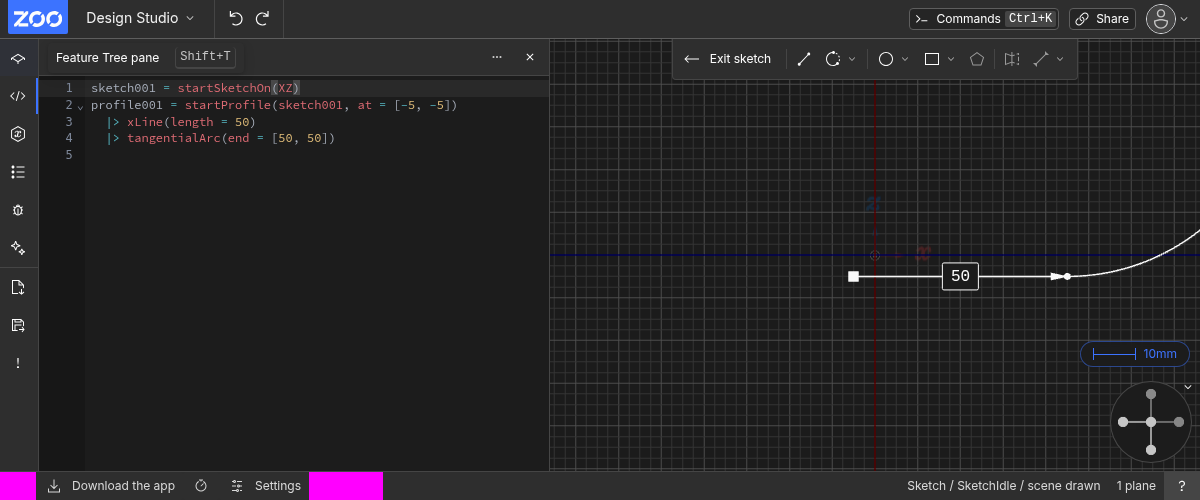 ZOO Design Studio Commands Ctrl+K Share
Feature Tree pane Shift+T Exit sketch
1 sketch001 = startSketchOn(XZ)
2 profile001 = startProfile(sketch001, at = [-5, -5])
3 |> xLine(length = 50)
4 |> tangentialArc(end = [50, 50])
5
50
10mm
Download the app Settings Sketch / SketchIdle / scene drawn 1 plane ?